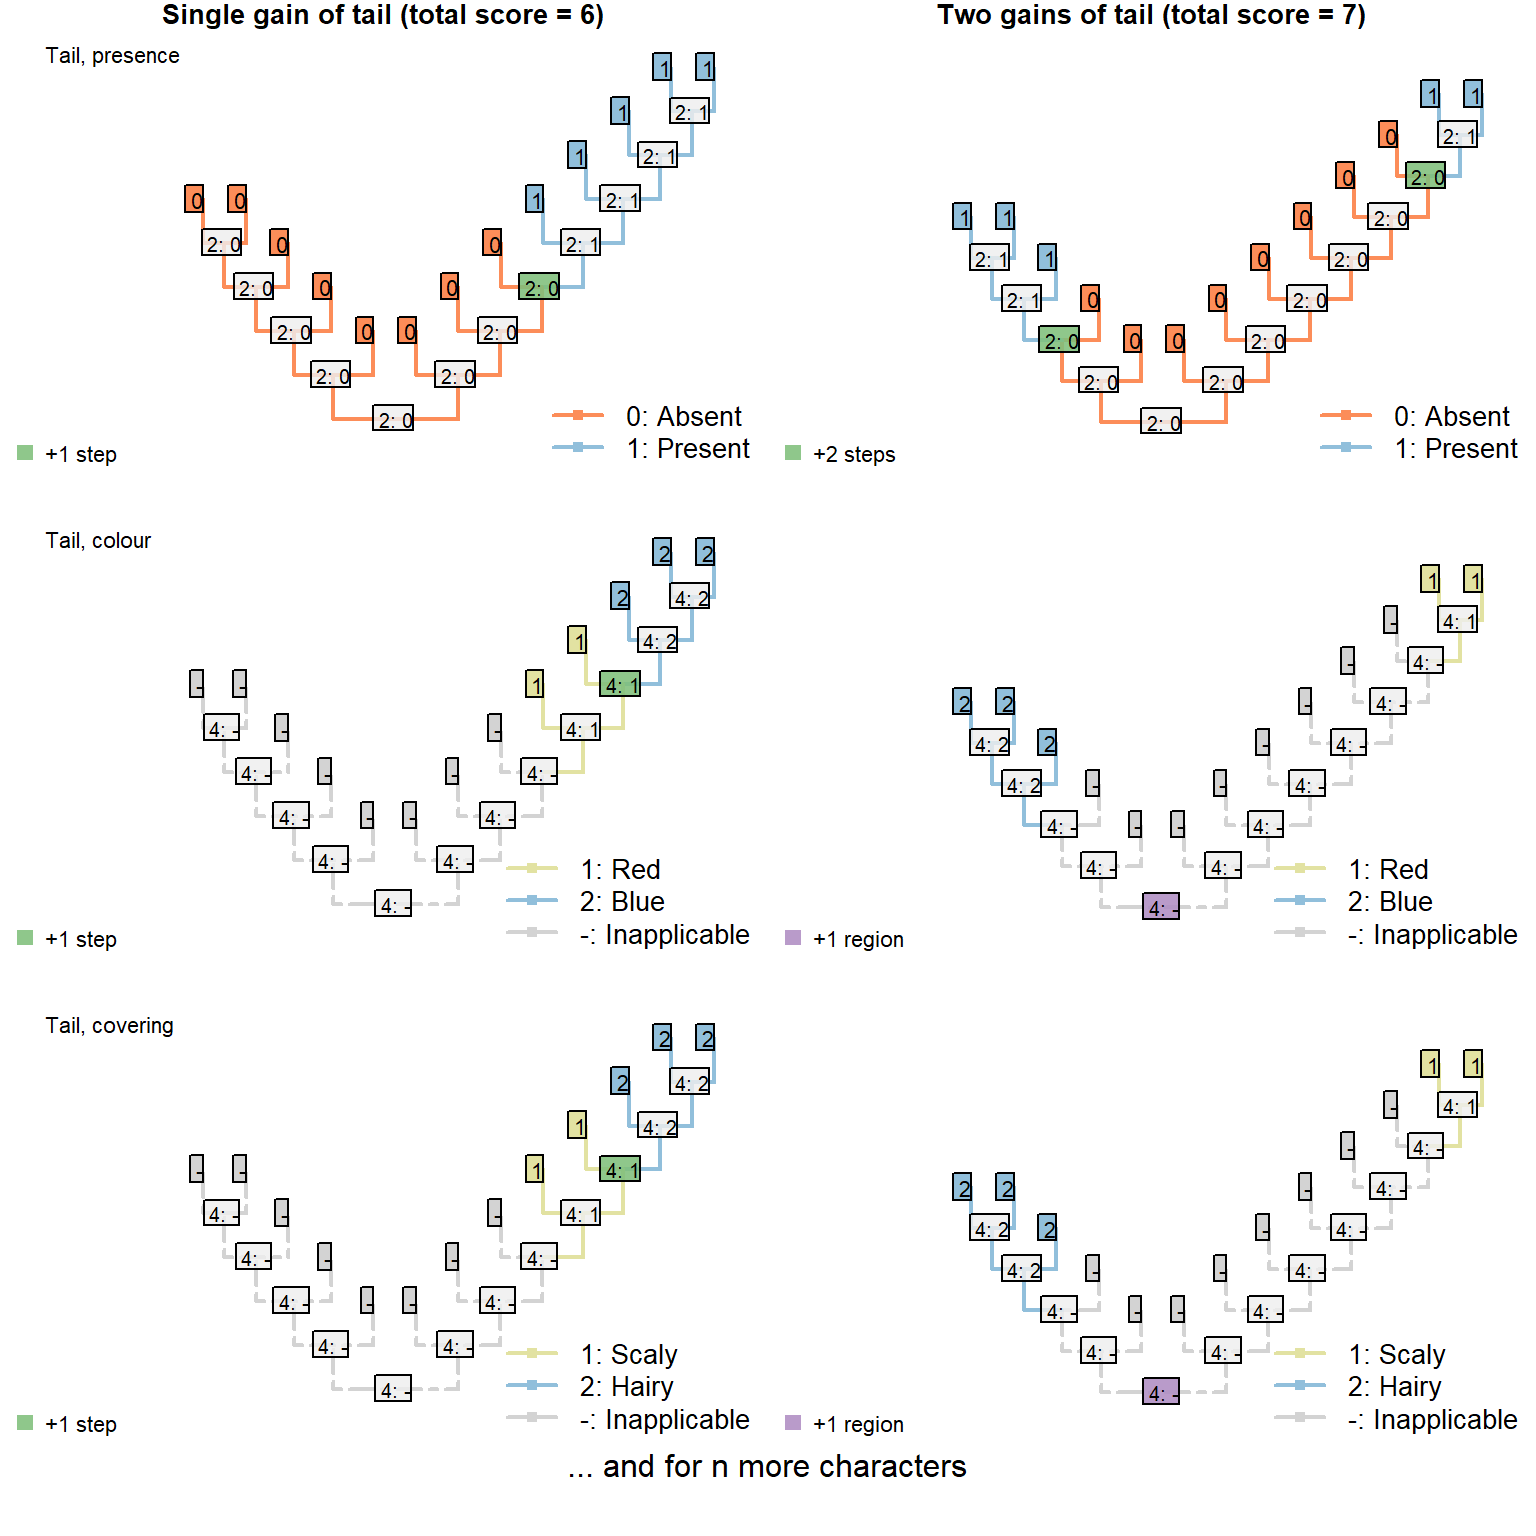 Single gain of tail (total score = 6)
Tail, presence
1 1
1 2: 1
1 2: 1
0 0 1 2: 1
2: 0 0 0 2: 1
2: 0 0 0 2: 0
2: 0 0 0 2: 0
2: 0 2: 0
2: 0
0: Absent
1: Present
+1 step
Two gains of tail (total score = 7)
1 1
0 2: 1
0 2: 0
1 1 0 2: 0
2: 1 1 0 2: 0
2: 1 0 0 2: 0
2: 0 0 0 2: 0
2: 0 2: 0
2: 0
0: Absent
1: Present
+2 steps
Tail, colour
2 2
2 4: 2
1 4: 2
- - 1 4: 1
4: - - - 4: 1
4: - - - 4: -
4: - - - 4: -
4: - 4: -
4: -
1: Red
2: Blue
-: Inapplicable
+1 step
1 1
- 4: 1
- 4: -
2 2 - 4: -
4: 2 2 - 4: -
4: 2 - - 4: -
4: - - - 4: -
4: - 4: -
4: -
1: Red
2: Blue
-: Inapplicable
+1 region
Tail, covering
2 2
2 4: 2
1 4: 2
- - 1 4: 1
4: - - - 4: 1
4: - - - 4: -
4: - - - 4: -
4: - 4: -
4: -
1: Scaly
2: Hairy
-: Inapplicable
+1 step
1 1
- 4: 1
- 4: -
2 2 - 4: -
4: 2 2 - 4: -
4: 2 - - 4: -
4: - - - 4: -
4: - 4: -
4: -
1: Scaly
2: Hairy
-: Inapplicable
+1 region
... and for n more characters